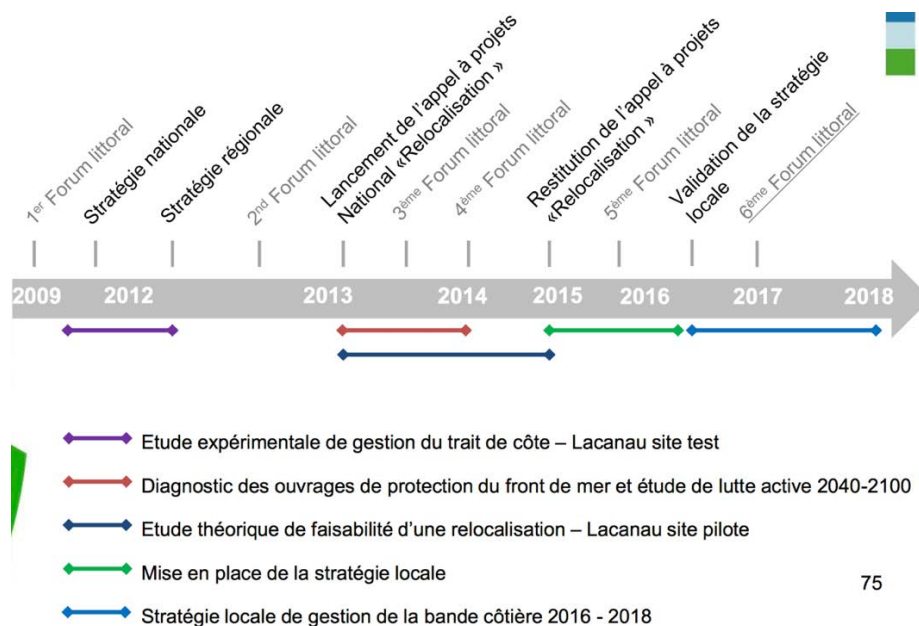 1er Forum littoral
Stratégie nationale
Stratégie régionale
2nd Forum littoral
Lancement de l'appel à projets
National «Relocalisation »
3ème Forum littoral
4ème Forum littoral
Restitution de l'appel à projets
«Relocalisation »
5ème Forum littoral
Validation de la stratégie
locale
6ème Forum littoral
2009 2012 2013 2014 2015 2016 2017 2018
Etude expérimentale de gestion du trait de côte – Lacanau site test
Diagnostic des ouvrages de protection du front de mer et étude de lutte active 2040-2100
Etude théorique de faisabilité d'une relocalisation – Lacanau site pilote
Mise en place de la stratégie locale
75
Stratégie locale de gestion de la bande côtière 2016 - 2018